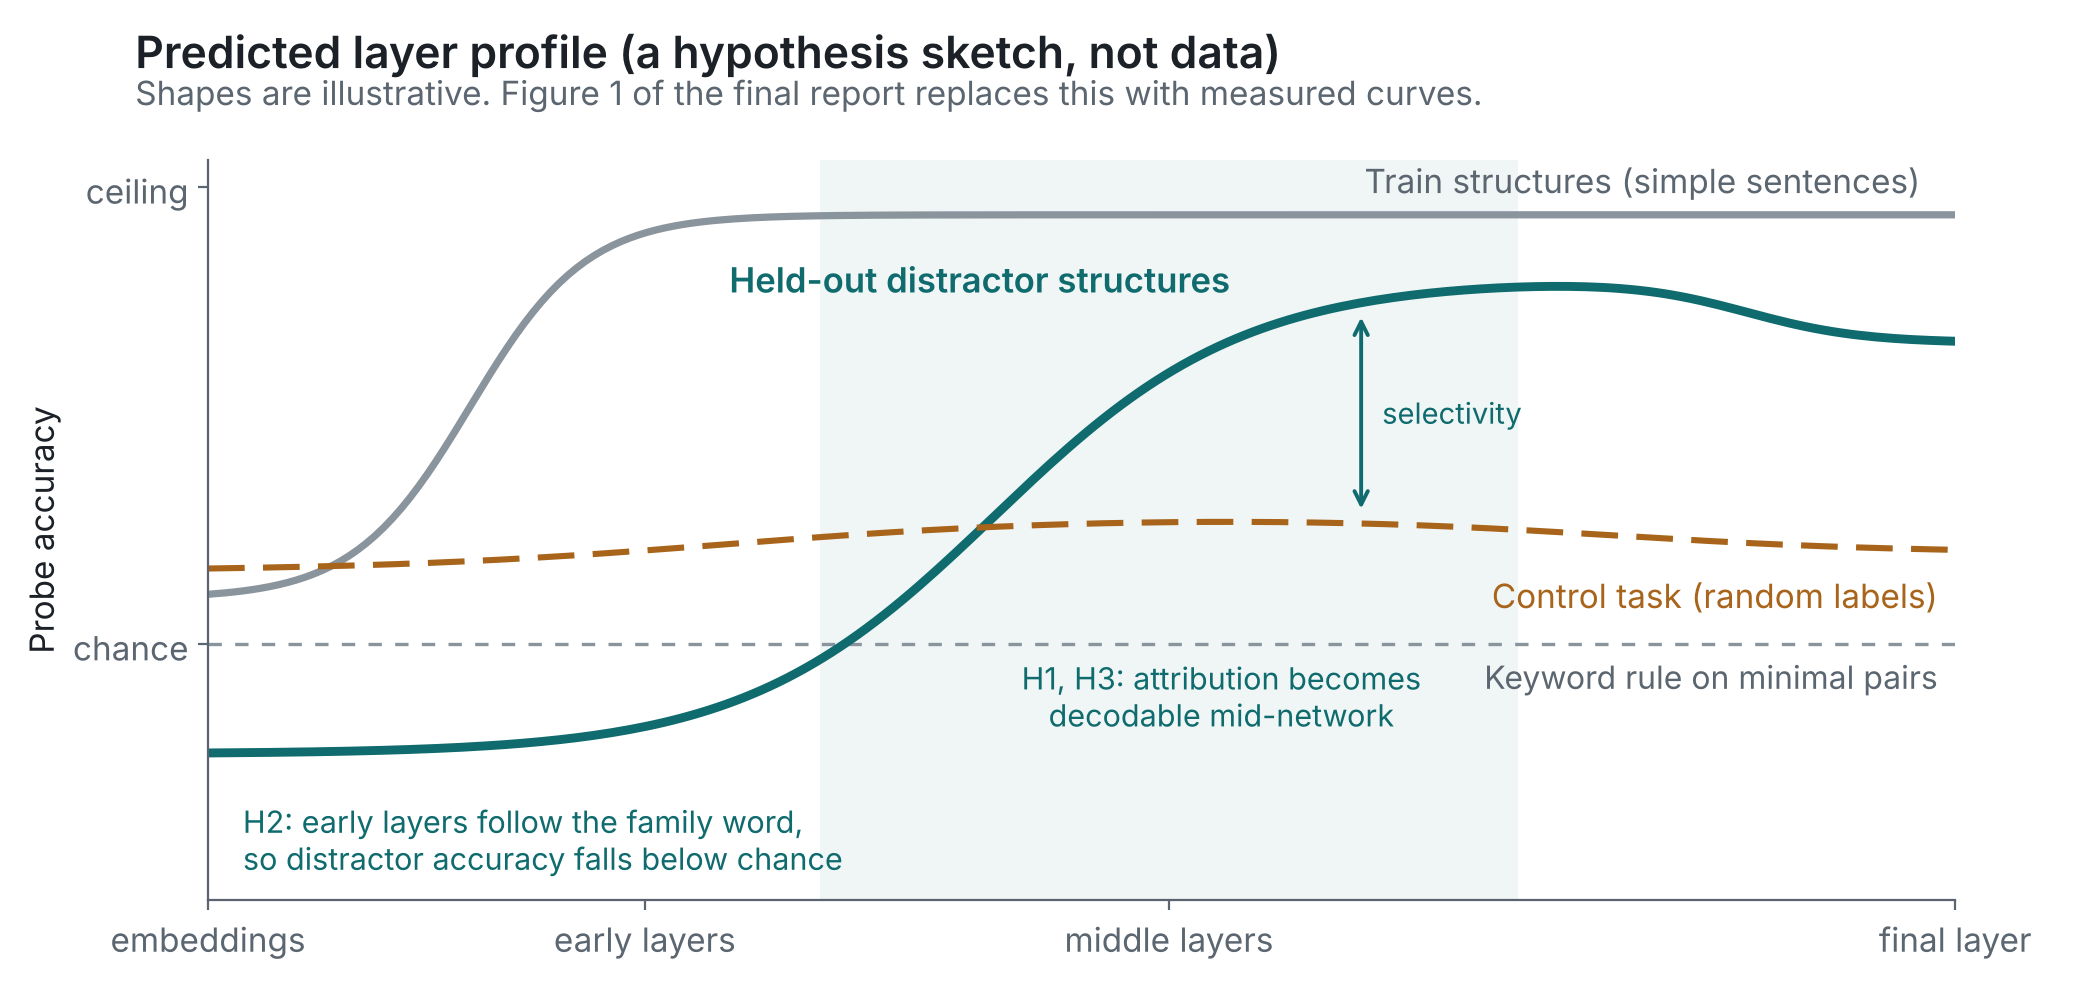 Predicted layer profile (a hypothesis sketch, not data)
Shapes are illustrative. Figure 1 of the final report replaces this with measured curves.
ceiling
Train structures (simple sentences)
Held-out distractor structures
selectivity
Probe accuracy
Control task (random labels)
chance
H1, H3: attribution becomes
decodable mid-network
Keyword rule on minimal pairs
H2: early layers follow the family word,
so distractor accuracy falls below chance
embeddings
early layers
middle layers
final layer